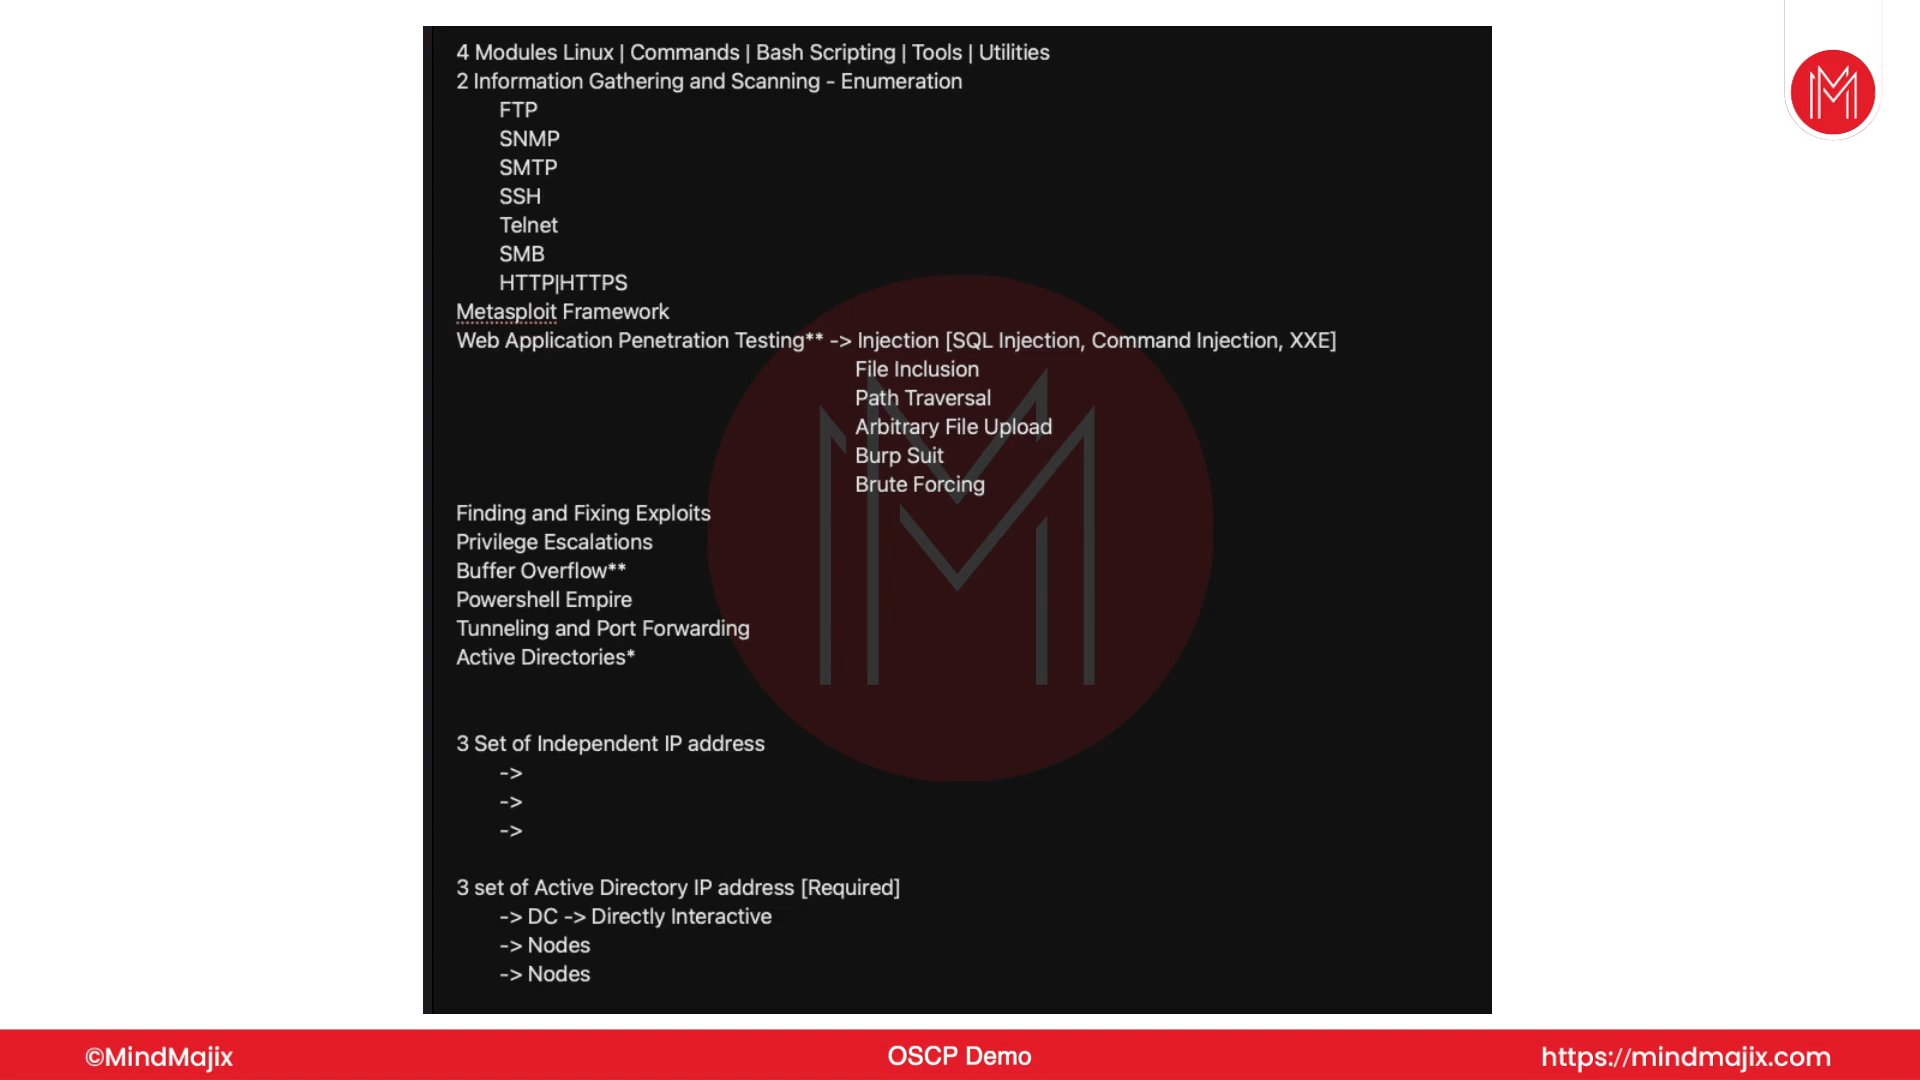 4 Modules Linux | Commands | Bash Scripting | Tools | Utilities
2 Information Gathering and Scanning - Enumeration
FTP
SNMP
SMTP
SSH
Telnet
SMB
HTTP|HTTPS
Metasploit Framework
Web Application Penetration Testing** -> Injection [SQL Injection, Command Injection, XXE]
File Inclusion
Path Traversal
Arbitrary File Upload
Burp Suit
Brute Forcing
Finding and Fixing Exploits
Privilege Escalations
Buffer Overflow**
Powershell Empire
Tunneling and Port Forwarding
Active Directories*
3 Set of Independent IP address
->
->
->
3 set of Active Directory IP address [Required]
-> DC -> Directly Interactive
-> Nodes
-> Nodes
©MindMajix
OSCP Demo
https://mindmajix.com